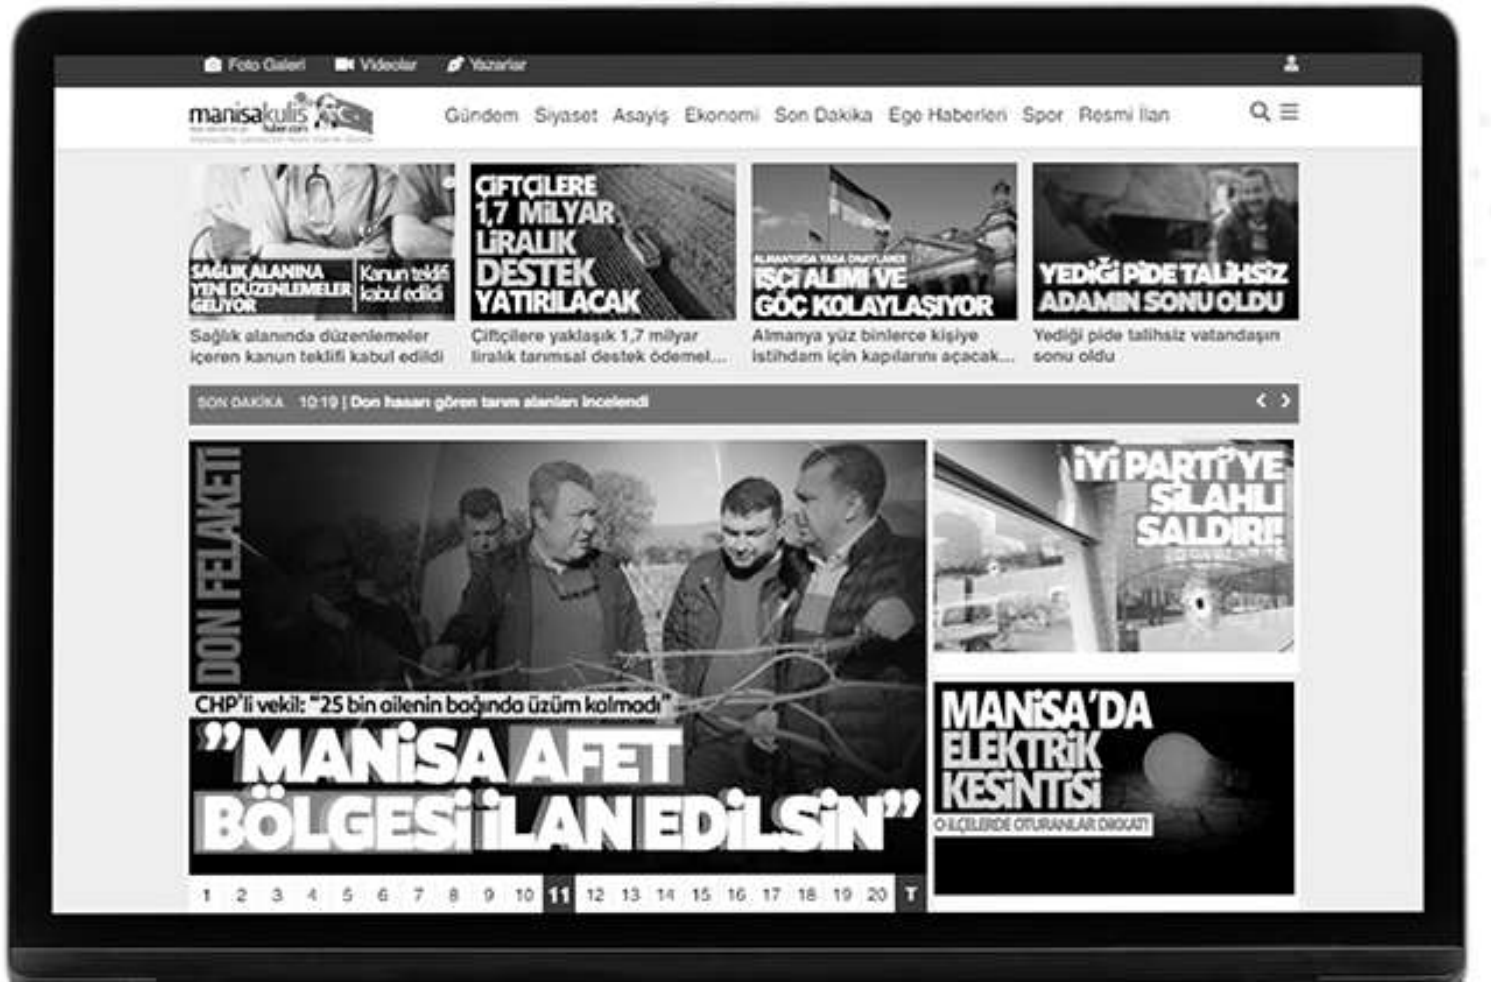 Foto Galeri Videolar Yazarlar
manisakulis
haber.com
Gündem Siyaset Asayiş Ekonomi Son Dakika Ege Haberleri Spor Resmi İlan
SAĞLIK ALANINA
YENİ DÜZENLEMELER
GELİYOR
Kanun teklifi
kabul edildi
Sağlık alanında düzenlemeler
içeren kanun teklifi kabul edildi
ÇİFTÇİLERE
1,7 MİLYAR
LİRALIK
DESTEK
YATIRILACAK
Çiftçilere yaklaşık 1,7 milyar
liralık tarımsal destek ödemel...
ALMANYA'DA YASA ONAYLANDI
İŞÇİ ALIMI VE
GÖÇ KOLAYLAŞIYOR
Almanya yüz binlerce kişiye
istihdam için kapılarını açacak...
YEDİĞİ PİDE TALİHSİZ
ADAMIN SONU OLDU
Yediği pide talihsiz vatandaşın
sonu oldu
SON DAKİKA 10:19 | Don hasarı gören tarım alanları incelendi
DON FELAKETİ
CHP'li vekil: "25 bin ailenin bağında üzüm kalmadı"
"MANİSA AFET
BÖLGESİ İLAN EDİLSİN"
1 2 3 4 5 6 7 8 9 10 11 12 13 14 15 16 17 18 19 20 T
İYİ PARTİ'YE
SİLAHLI
SALDIRI!
MANİSA'DA
ELEKTRİK
KESİNTİSİ
O İLÇELERDE OTURANLAR DİKKAT!